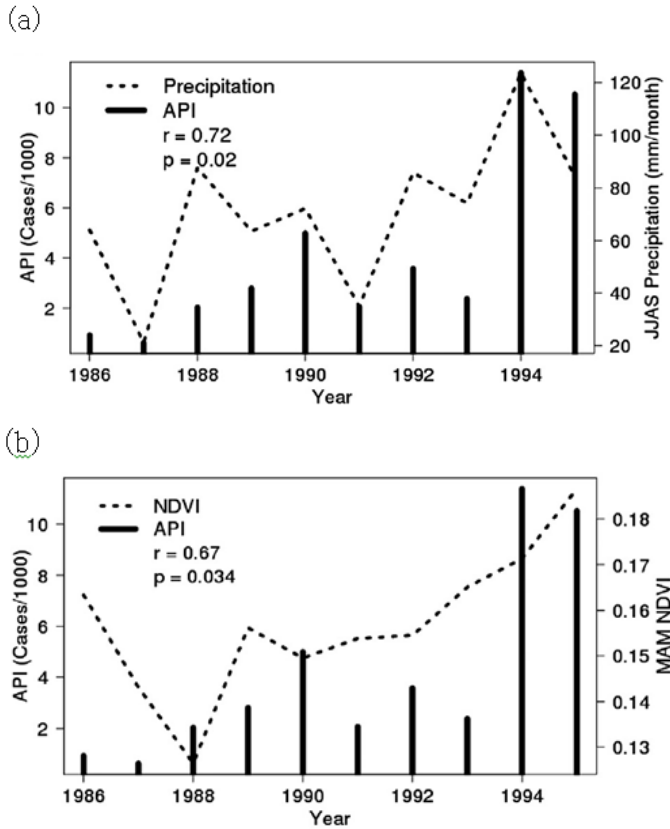 (a)
Precipitation
API
r = 0.72
p = 0.02
API (Cases/1000)
10
8
6
4
2
JJAS Precipitation (mm/month)
120
100
80
60
40
20
1986 1988 1990 1992 1994
Year
(b)
NDVI
API
r = 0.67
p = 0.034
API (Cases/1000)
10
8
6
4
2
MAM NDVI
0.18
0.17
0.16
0.15
0.14
0.13
1986 1988 1990 1992 1994
Year